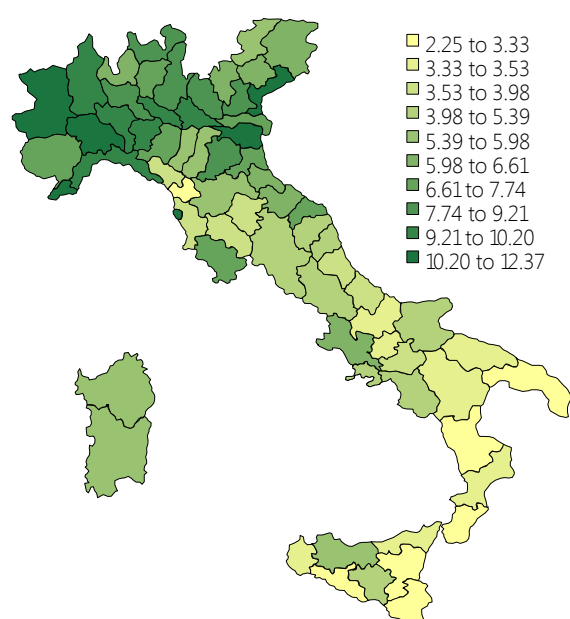 2.25 to 3.33
3.33 to 3.53
3.53 to 3.98
3.98 to 5.39
5.39 to 5.98
5.98 to 6.61
6.61 to 7.74
7.74 to 9.21
9.21 to 10.20
10.20 to 12.37